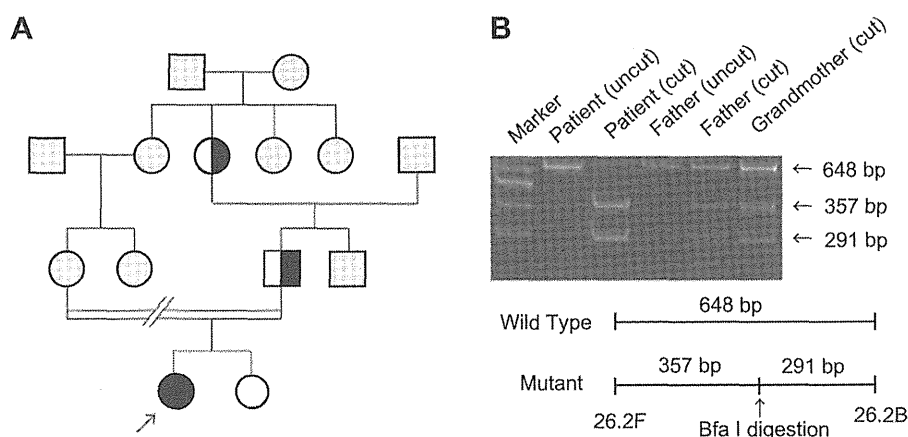 A
B
Marker
Patient (uncut)
Patient (cut)
Father (uncut)
Father (cut)
Grandmother (cut)
← 648 bp
← 357 bp
← 291 bp
648 bp
Wild Type
357 bp
291 bp
Mutant
26.2F
Bfa I digestion
26.2B